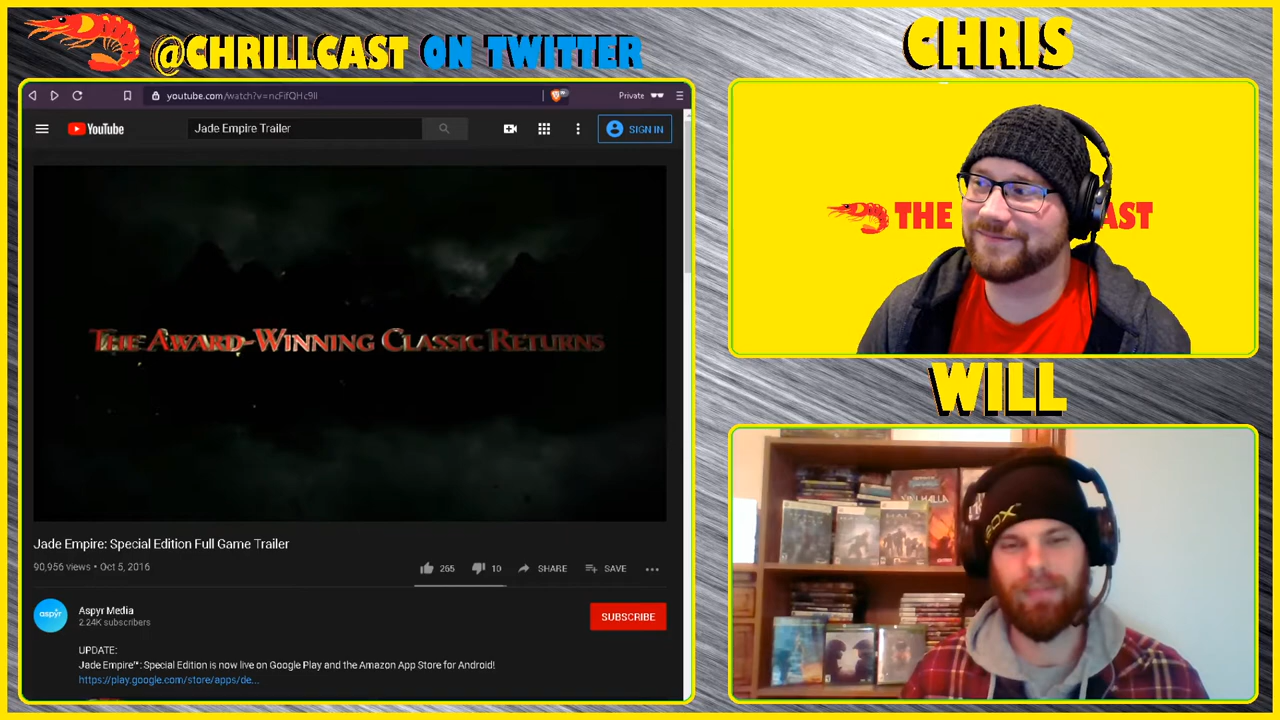 @CHRILLCAST ON TWITTER
CHRIS
youtube.com/watch?v=ncFifQHc9lI
Private
YouTube
Jade Empire Trailer
SIGN IN
THE AWARD-WINNING CLASSIC RETURNS
THE
AST
WILL
VALHALLA
HALO
XBOX
Jade Empire: Special Edition Full Game Trailer
90,956 views • Oct 5, 2016
265
10
SHARE
SAVE
aspyr
Aspyr Media
2.24K subscribers
SUBSCRIBE
UPDATE:
Jade Empire™: Special Edition is now live on Google Play and the Amazon App Store for Android!
https://play.google.com/store/apps/de...